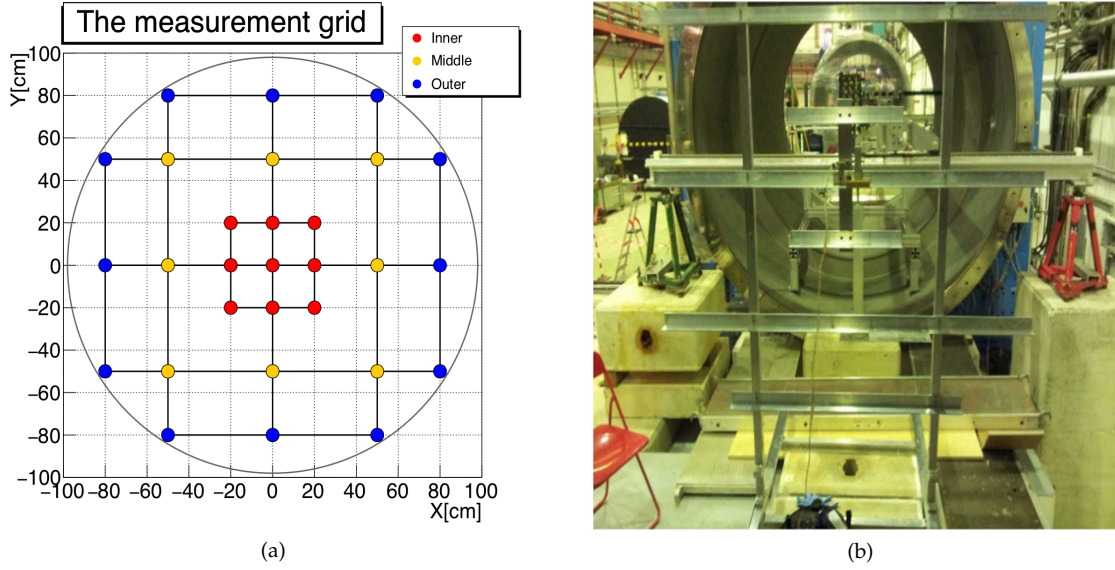 The measurement grid
Inner
Middle
Outer
Y[cm]
100
80
60
40
20
0
−20
−40
−60
−80
−100
−100 −80 −60 −40 −20 0 20 40 60 80 100
X[cm]
(a)
(b)